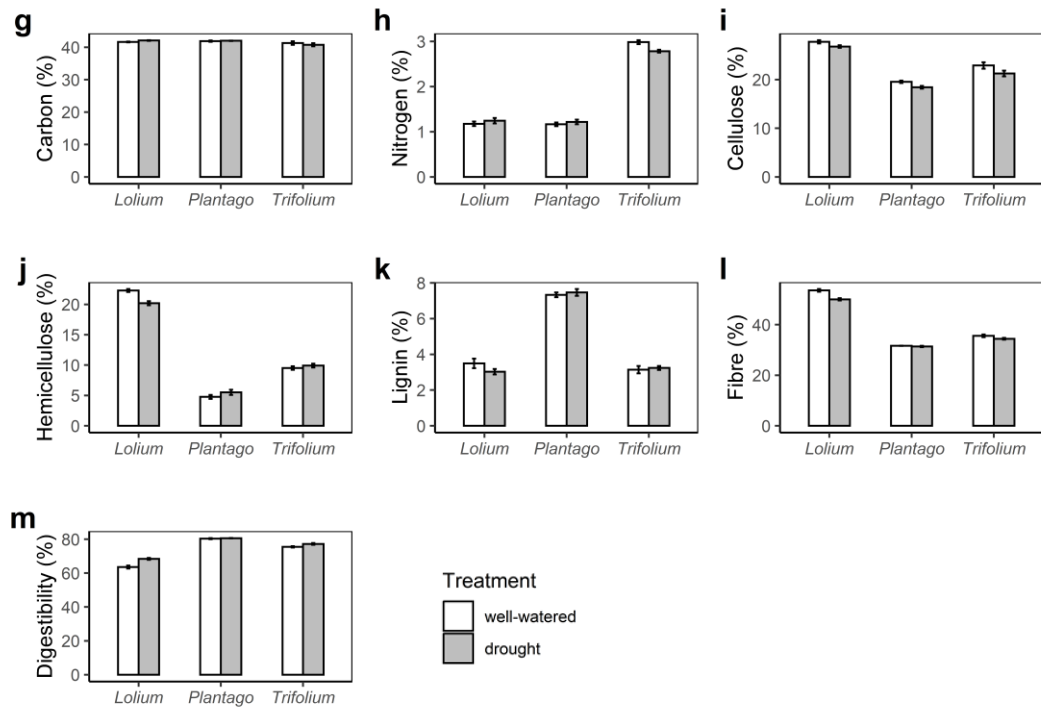 g
Carbon (%)
40
30
20
10
0
Lolium Plantago Trifolium
h
Nitrogen (%)
3
2
1
0
Lolium Plantago Trifolium
i
Cellulose (%)
20
10
0
Lolium Plantago Trifolium
j
Hemicellulose (%)
20
15
10
5
0
Lolium Plantago Trifolium
k
Lignin (%)
8
6
4
2
0
Lolium Plantago Trifolium
l
Fibre (%)
40
20
0
Lolium Plantago Trifolium
m
Digestibility (%)
80
60
40
20
0
Lolium Plantago Trifolium
Treatment
well-watered
drought